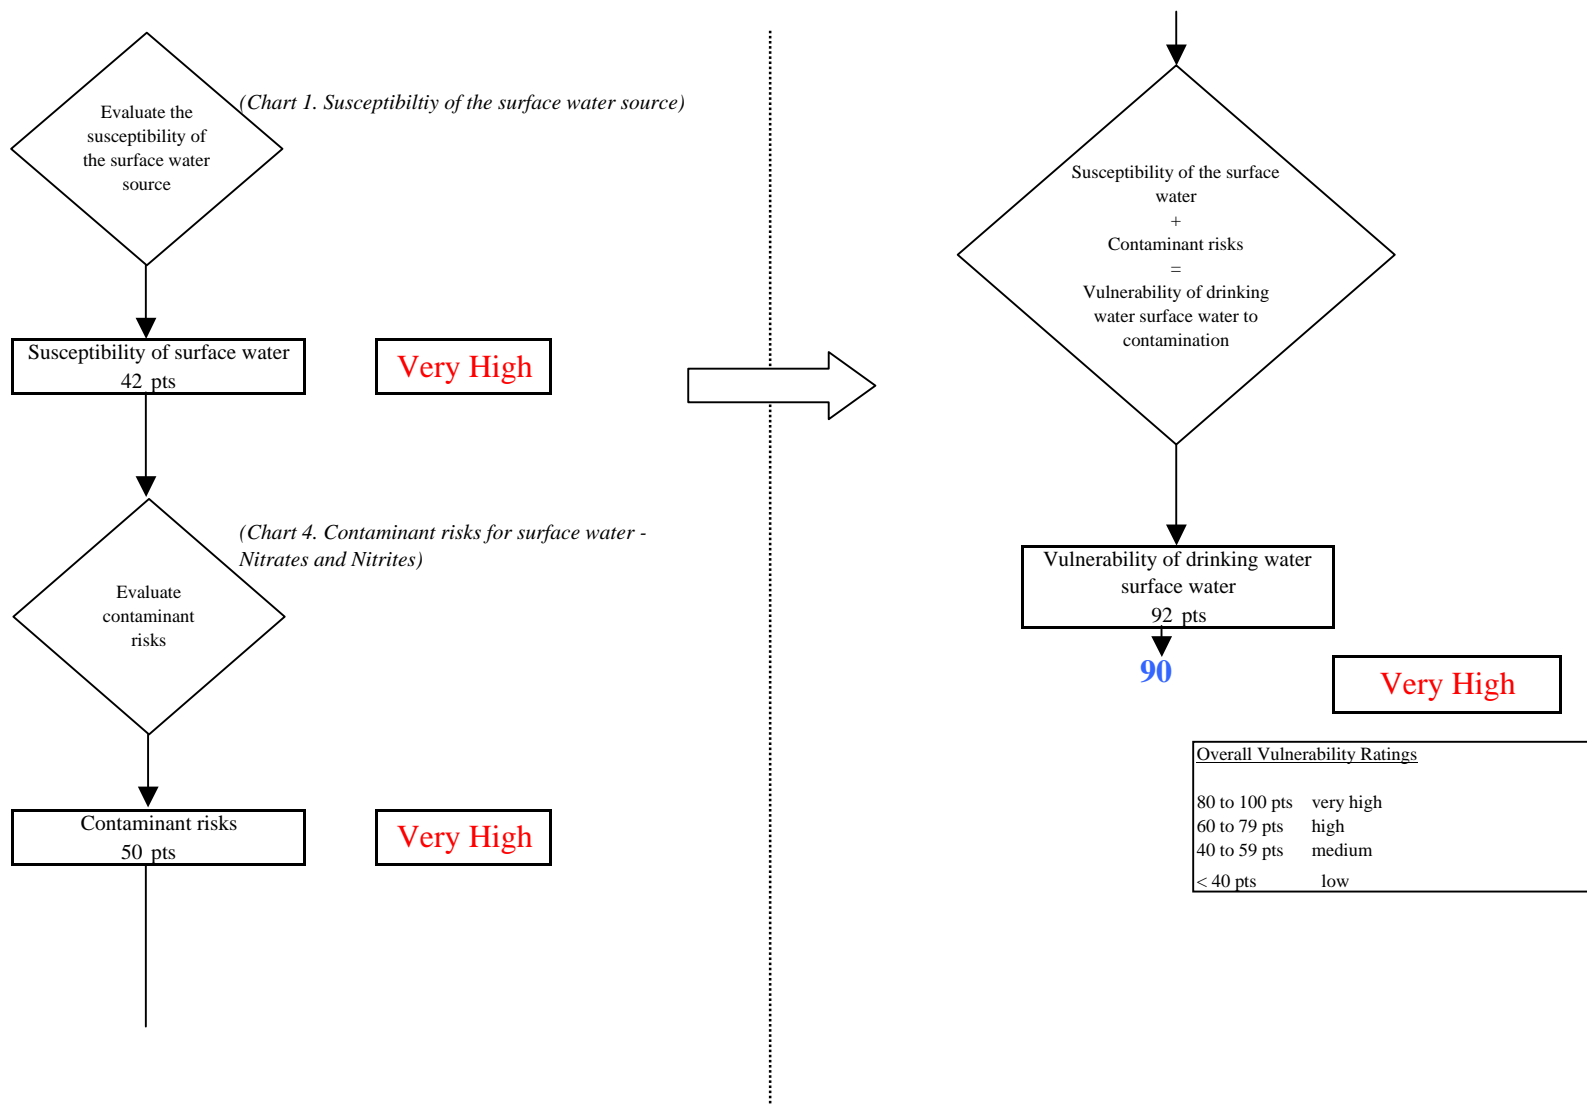 Evaluate the
susceptibility of
the surface water
source
(Chart 1. Susceptibiltiy of the surface water source)
Susceptibility of surface water
42 pts
Very High
(Chart 4. Contaminant risks for surface water -
Nitrates and Nitrites)
Evaluate
contaminant
risks
Contaminant risks
50 pts
Very High
Susceptibility of the surface
water
+
Contaminant risks
=
Vulnerability of drinking
water surface water to
contamination
Vulnerability of drinking water
surface water
92 pts
90
Very High
Overall Vulnerability Ratings
80 to 100 pts very high
60 to 79 pts high
40 to 59 pts medium
< 40 pts low